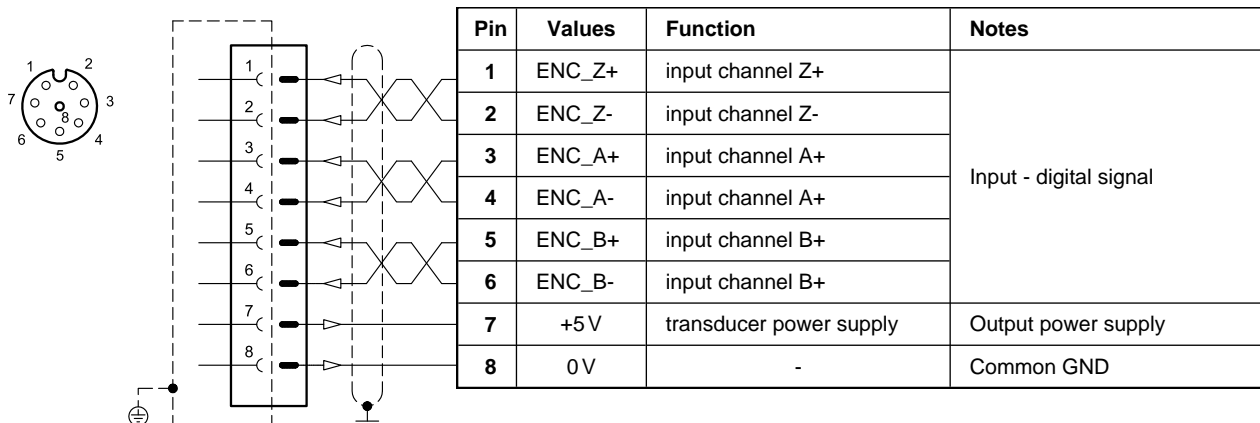 Pin Values Function Notes
1 ENC_Z+ input channel Z+
2 ENC_Z- input channel Z-
3 ENC_A+ input channel A+
4 ENC_A- input channel A+
Input - digital signal
5 ENC_B+ input channel B+
6 ENC_B- input channel B+
7 +5 V transducer power supply Output power supply
8 0 V - Common GND
1 2
7 3
8
6 4
5
1
2
3
4
5
6
7
8